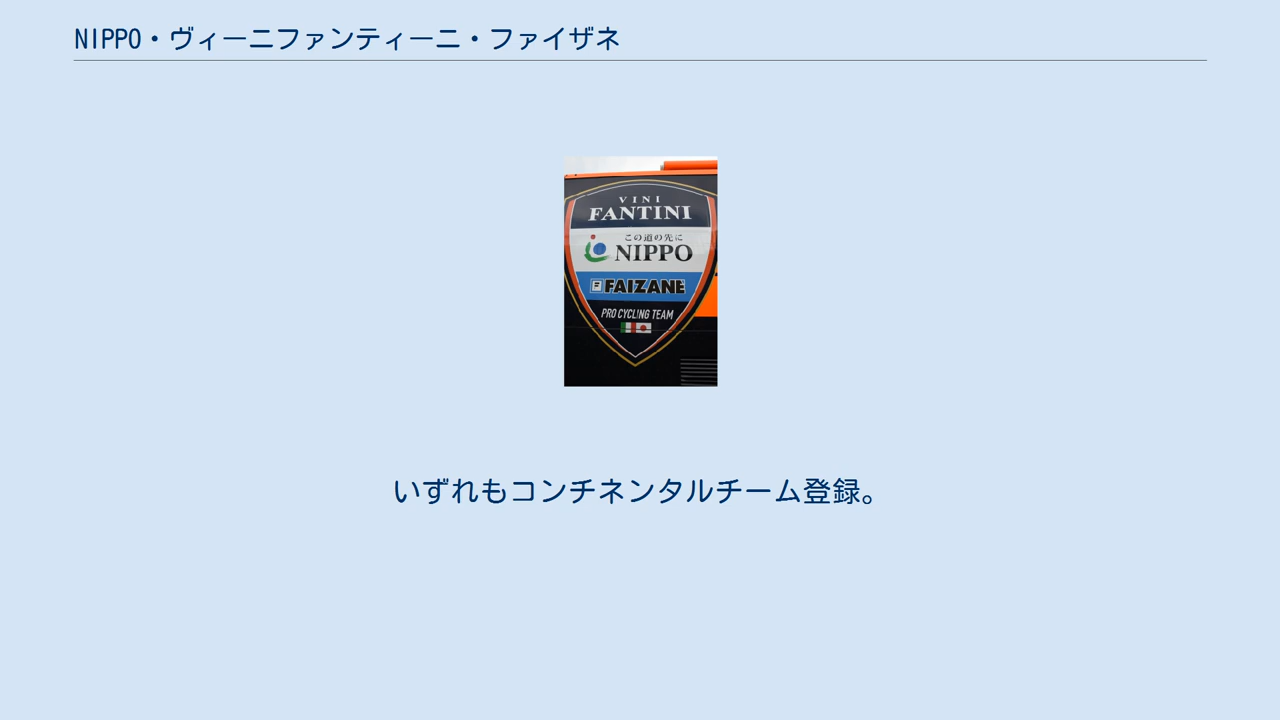 NIPPO・ヴィーニファンティーニ・ファイザネ
VINI
FANTINI
この道の先に
NIPPO
F FAIZANE
PRO CYCLING TEAM
いずれもコンチネンタルチーム登録。